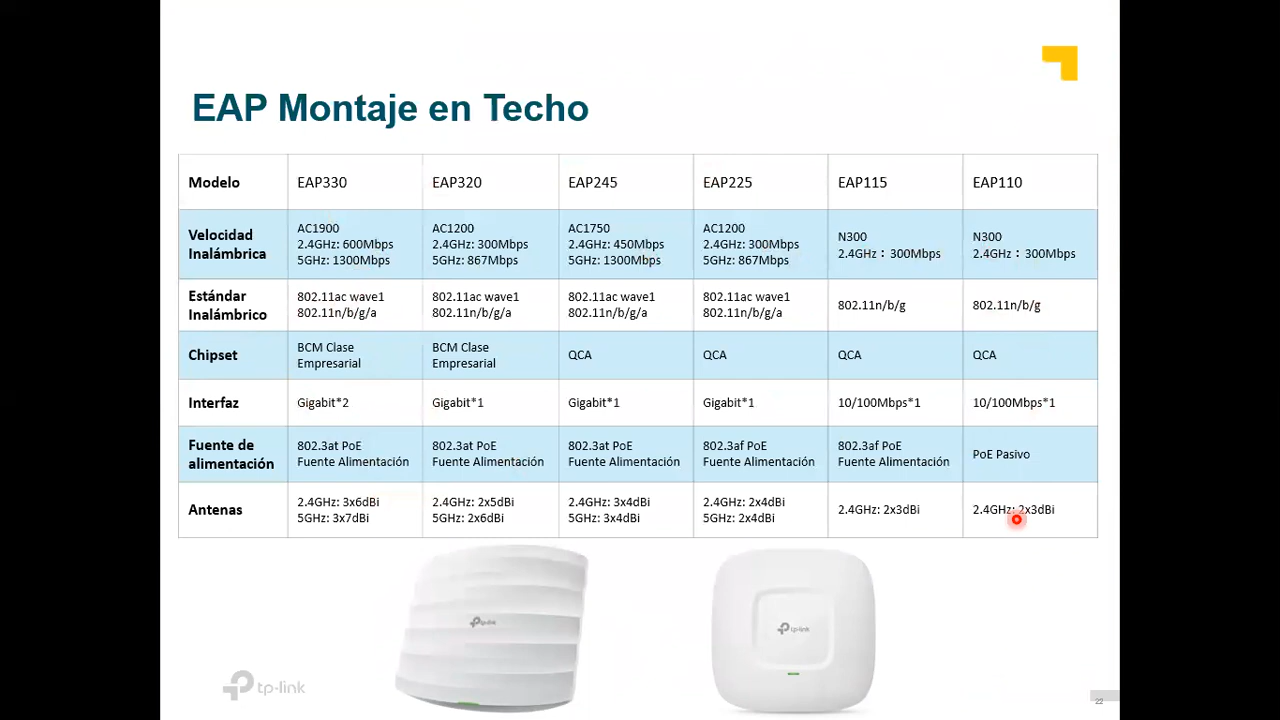 EAP Montaje en Techo
Modelo EAP330 EAP320 EAP245 EAP225 EAP115 EAP110
Velocidad Inalámbrica
AC1900
2.4GHz: 600Mbps
5GHz: 1300Mbps
AC1200
2.4GHz: 300Mbps
5GHz: 867Mbps
AC1750
2.4GHz: 450Mbps
5GHz: 1300Mbps
AC1200
2.4GHz: 300Mbps
5GHz: 867Mbps
N300
2.4GHz：300Mbps
N300
2.4GHz：300Mbps
Estándar
Inalámbrico
802.11ac wave1
802.11n/b/g/a
802.11ac wave1
802.11n/b/g/a
802.11ac wave1
802.11n/b/g/a
802.11ac wave1
802.11n/b/g/a
802.11n/b/g
802.11n/b/g
Chipset
BCM Clase
Empresarial
BCM Clase
Empresarial
QCA
QCA
QCA
QCA
Interfaz
Gigabit*2
Gigabit*1
Gigabit*1
Gigabit*1
10/100Mbps*1
10/100Mbps*1
Fuente de
alimentación
802.3at PoE
Fuente Alimentación
802.3at PoE
Fuente Alimentación
802.3at PoE
Fuente Alimentación
802.3af PoE
Fuente Alimentación
802.3af PoE
Fuente Alimentación
PoE Pasivo
Antenas
2.4GHz: 3x6dBi
5GHz: 3x7dBi
2.4GHz: 2x5dBi
5GHz: 2x6dBi
2.4GHz: 3x4dBi
5GHz: 3x4dBi
2.4GHz: 2x4dBi
5GHz: 2x4dBi
2.4GHz: 2x3dBi
2.4GHz: 2x3dBi
tp-link
tp-link
tp-link
22